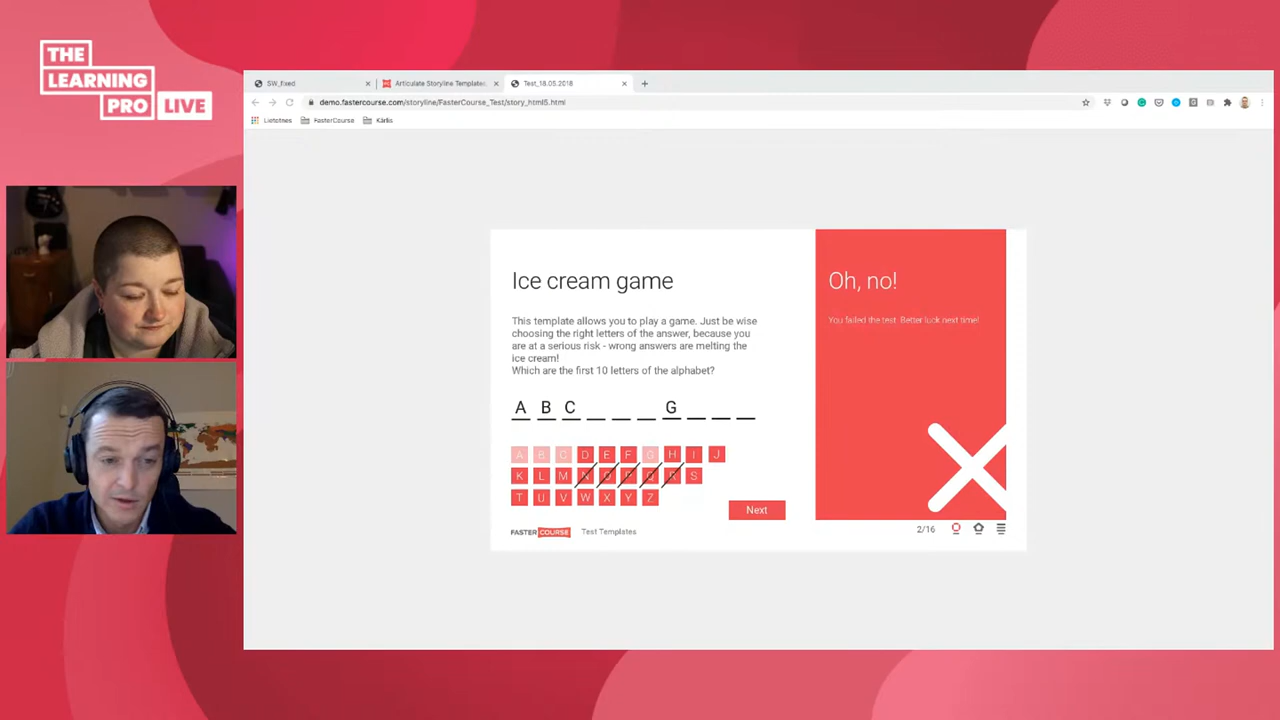 THE
LEARNING
PRO LIVE
SW_fixed
Articulate Storyline Template
Test_18.05.2018
demo.fastercourse.com/storyline/FasterCourse_Test/story_html5.html
Lietotnes
FasterCourse
Kārlis
Ice cream game
This template allows you to play a game. Just be wise
choosing the right letters of the answer, because you
are at a serious risk - wrong answers are melting the
ice cream!
Which are the first 10 letters of the alphabet?
A B C _ _ _ G _ _ _
A B C D E F G H I J
K L M N O P Q R S
T U V W X Y Z
Next
FASTER COURSE
Test Templates
Oh, no!
You failed the test. Better luck next time!
2/16